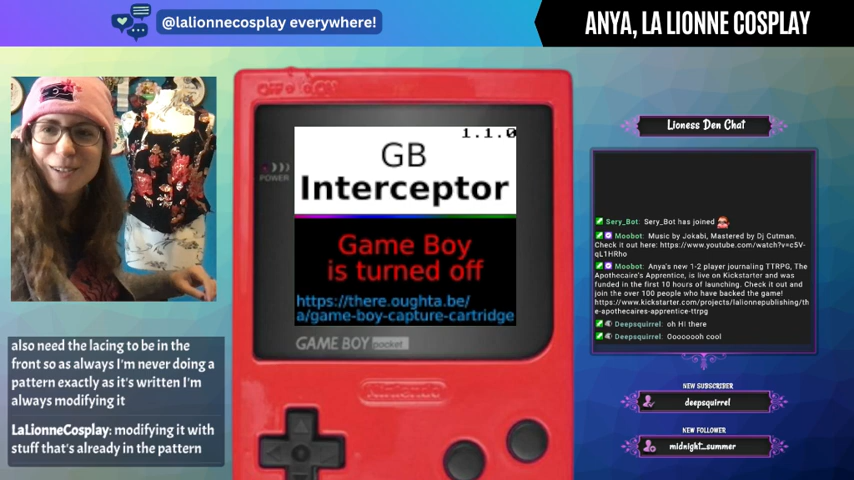 @lalionnecosplay everywhere!
ANYA, LA LIONNE COSPLAY
OFF ON
POWER
1.1.0
GB
Interceptor
Game Boy
is turned off
https://there.oughta.be/
a/game-boy-capture-cartridge
GAME BOY pocket
Nintendo
also need the lacing to be in the
front so as always I'm never doing a
pattern exactly as it's written I'm
always modifying it
LaLionneCosplay: modifying it with
stuff that's already in the pattern
Lioness Den Chat
Sery_Bot: Sery_Bot has joined
Moobot: Music by Jokabi, Mastered by Dj Cutman.
Check it out here: https://www.youtube.com/watch?v=c5V-
qL1HRho
Moobot: Anya's new 1-2 player journaling TTRPG, The
Apothecaire's Apprentice, is live on Kickstarter and was
funded in the first 10 hours of launching. Check it out and
join the over 100 people who have backed the game!
https://www.kickstarter.com/projects/lalionnepublishing/th
e-apothecaires-apprentice-ttrpg
Deepsquirrel: oh HI there
Deepsquirrel: Ooooooh cool
NEW SUBSCRIBER
deepsquirrel
NEW FOLLOWER
midnight_summer